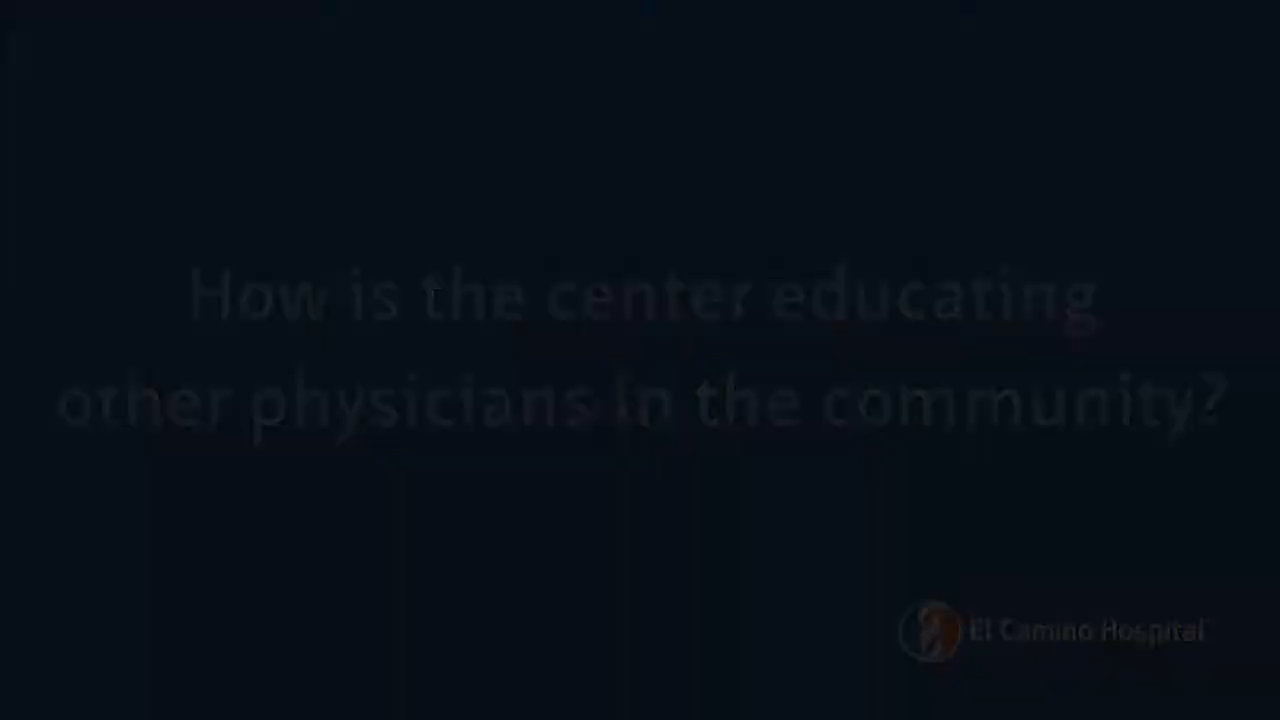 How is the center educating
other physicians in the community?
El Camino Hospital